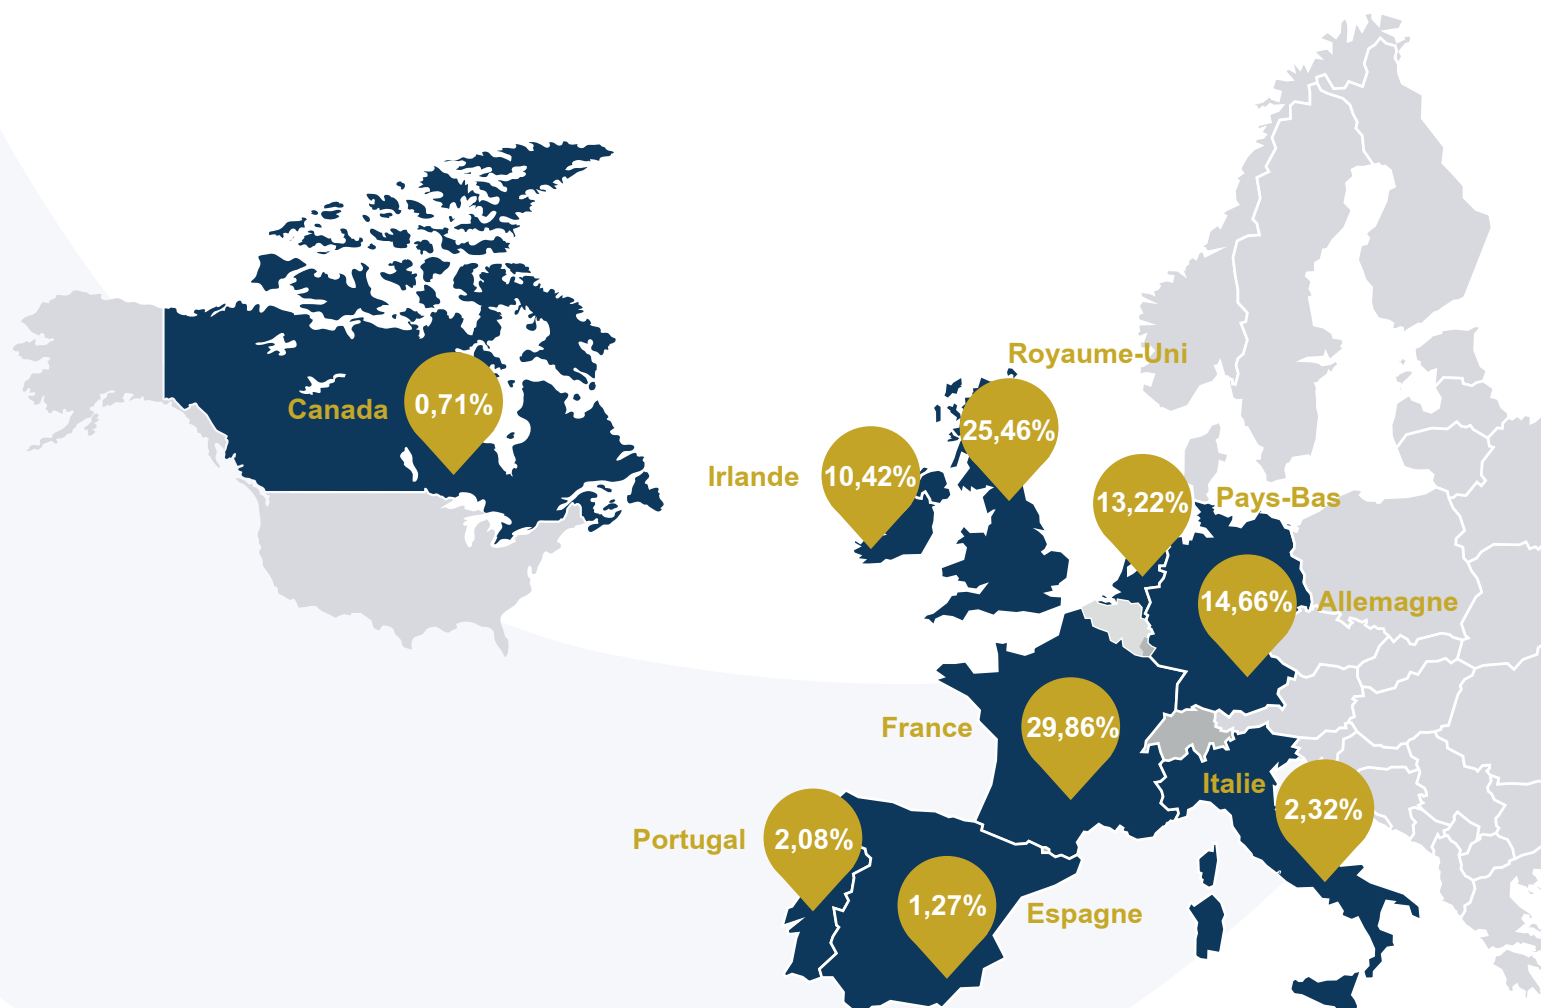 Royaume-Uni
25,46%
Canada
0,71%
Irlande
10,42%
13,22%
Pays-Bas
14,66%
Allemagne
France
29,86%
Italie
2,32%
Portugal
2,08%
1,27%
Espagne